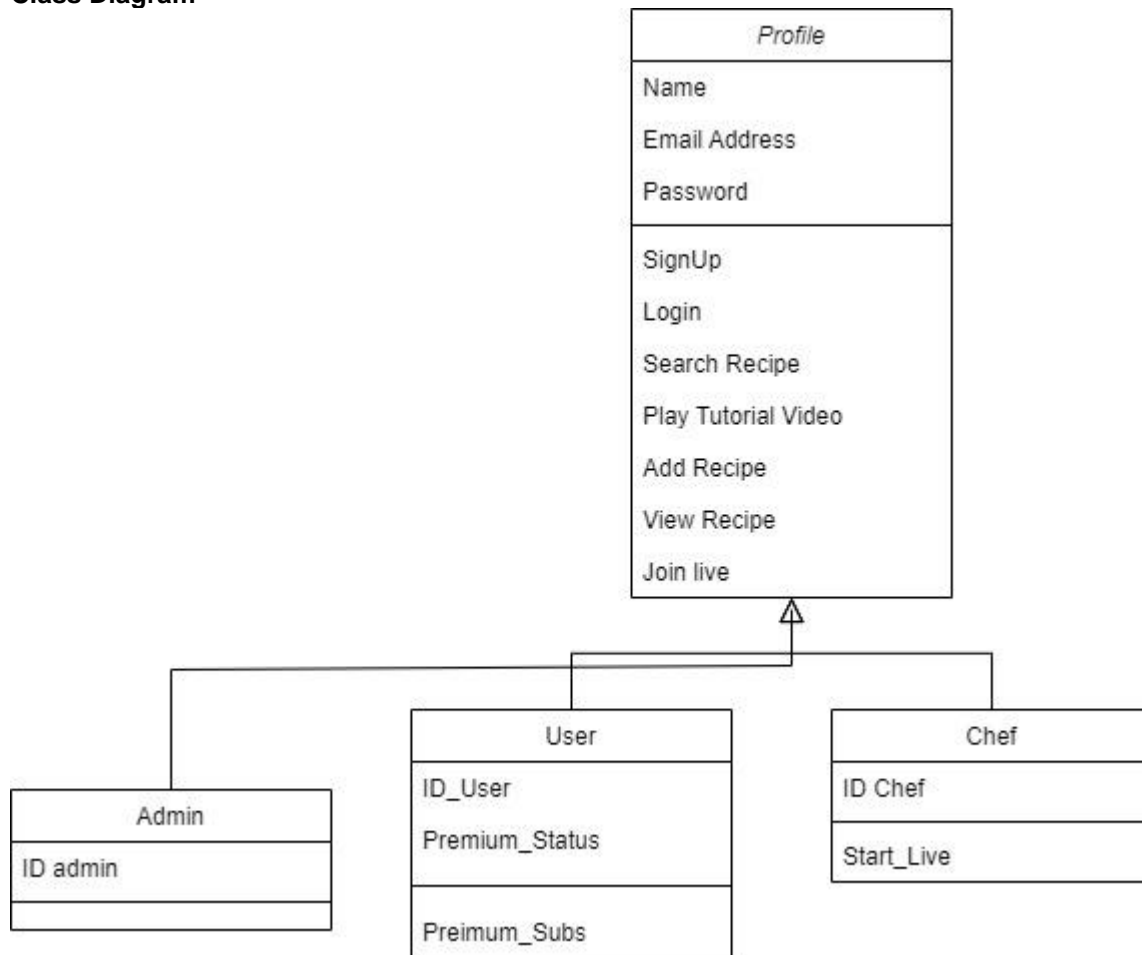 Class Diagram
Profile
Name
Email Address
Password
SignUp
Login
Search Recipe
Play Tutorial Video
Add Recipe
View Recipe
Join live
Admin
ID admin
User
ID_User
Premium_Status
Preimum_Subs
Chef
ID Chef
Start_Live